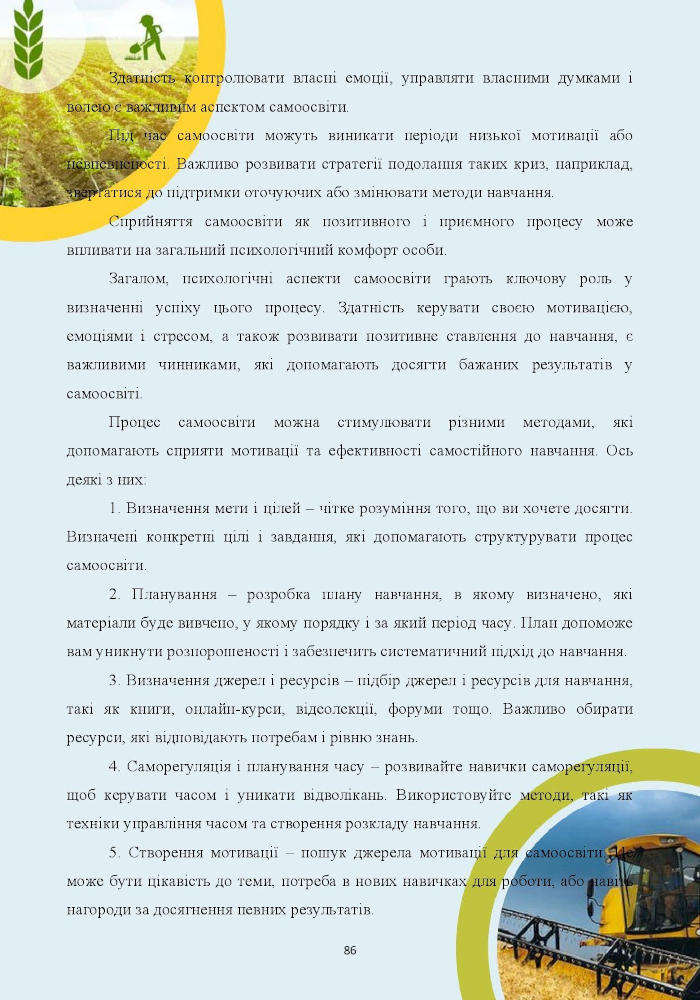 Здатність контролювати власні емоції, управляти власними думками і
волею є важливим аспектом самоосвіти.
Під час самоосвіти можуть виникати періоди низької мотивації або
невпевненості. Важливо розвивати стратегії подолання таких криз, наприклад,
звертатися до підтримки оточуючих або змінювати методи навчання.
Сприйняття самоосвіти як позитивного і приємного процесу може
впливати на загальний психологічний комфорт особи.
Загалом, психологічні аспекти самоосвіти грають ключову роль у
визначенні успіху цього процесу. Здатність керувати своєю мотивацією,
емоціями і стресом, а також розвивати позитивне ставлення до навчання, є
важливими чинниками, які допомагають досягти бажаних результатів у
самоосвіті.
Процес самоосвіти можна стимулювати різними методами, які
допомагають сприяти мотивації та ефективності самостійного навчання. Ось
деякі з них:
1. Визначення мети і цілей – чітке розуміння того, що ви хочете досягти.
Визначені конкретні цілі і завдання, які допомагають структурувати процес
самоосвіти.
2. Планування – розробка плану навчання, в якому визначено, які
матеріали буде вивчено, у якому порядку і за який період часу. План допоможе
вам уникнути розпорошеності і забезпечить систематичний підхід до навчання.
3. Визначення джерел і ресурсів – підбір джерел і ресурсів для навчання,
такі як книги, онлайн-курси, відеолекції, форуми тощо. Важливо обирати
ресурси, які відповідають потребам і рівню знань.
4. Саморегуляція і планування часу – розвивайте навички саморегуляції,
щоб керувати часом і уникати відволікань. Використовуйте методи, такі як
техніки управління часом та створення розкладу навчання.
5. Створення мотивації – пошук джерела мотивації для самоосвіти. Це
може бути цікавість до теми, потреба в нових навичках для роботи, або навіть
нагороди за досягнення певних результатів.
86